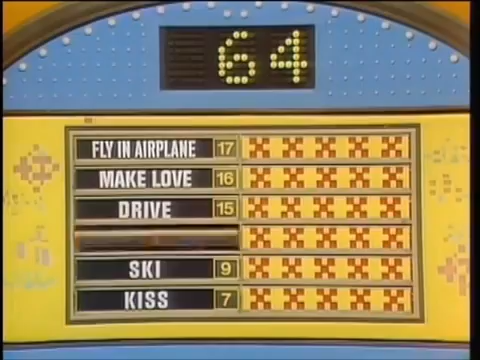 64
FLY IN AIRPLANE 17
MAKE LOVE 16
DRIVE 15
SKI 9
KISS 7